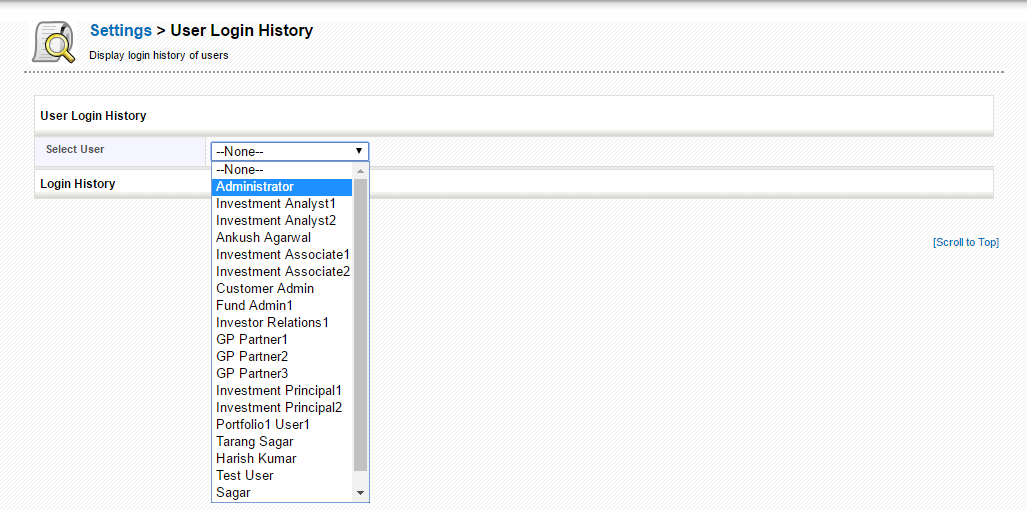 Settings > User Login History
Display login history of users
User Login History
Select User
--None--
--None--
Administrator
Investment Analyst1
Investment Analyst2
Ankush Agarwal
Investment Associate1
Investment Associate2
Customer Admin
Fund Admin1
Investor Relations1
GP Partner1
GP Partner2
GP Partner3
Investment Principal1
Investment Principal2
Portfolio1 User1
Tarang Sagar
Harish Kumar
Test User
Sagar
Login History
[Scroll to Top]